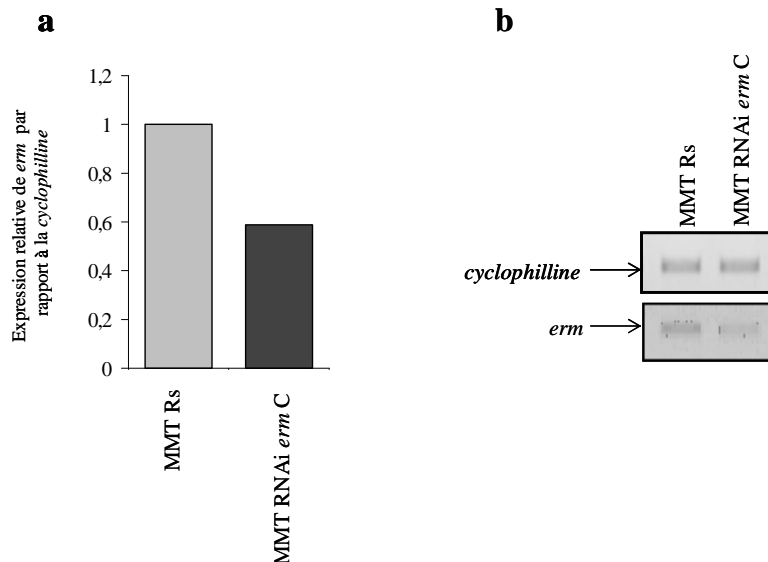 a
Expression relative de erm par
rapport à la cyclophilline
1,2
1
0,8
0,6
0,4
0,2
0
MMT Rs
MMT RNAi erm C
b
MMT Rs
MMT RNAi erm C
cyclophilline
erm